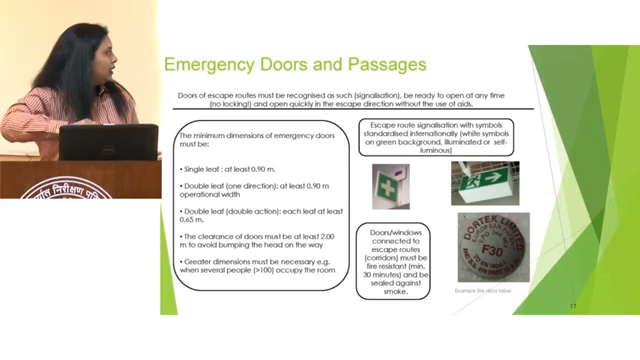 Emergency Doors and Passages
Doors of escape routes must be recognised as such (signalisation), be ready to open at any time
(no locking!) and open quickly in the escape direction without the use of aids.
The minimum dimensions of emergency doors
must be:
• Single leaf : at least 0.90 m.
• Double leaf (one direction): at least 0.90 m
operational width
• Double leaf (double action): each leaf at least
0.65 m.
• The clearance of doors must be at least 2.00
m to avoid bumping the head on the way
• Greater dimensions must be necessary e.g.
when several people (>100) occupy the room
Escape route signalisation with symbols
standardised internationally (white symbols
on green background, illuminated or self-
luminous)
Doors/windows
connected to
escape routes
(corridors) must be
fire resistant (min.
30 minutes) and be
sealed against
smoke.
DORTEK LIMITED
F30
Example fire door label
17
DELL
निरीक्षण